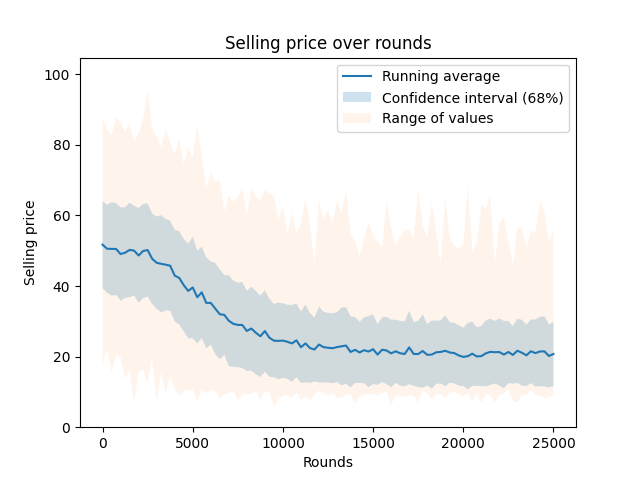 Selling price over rounds
Running average
Confidence interval (68%)
Range of values
100
80
60
40
20
0
Selling price
0 5000 10000 15000 20000 25000
Rounds